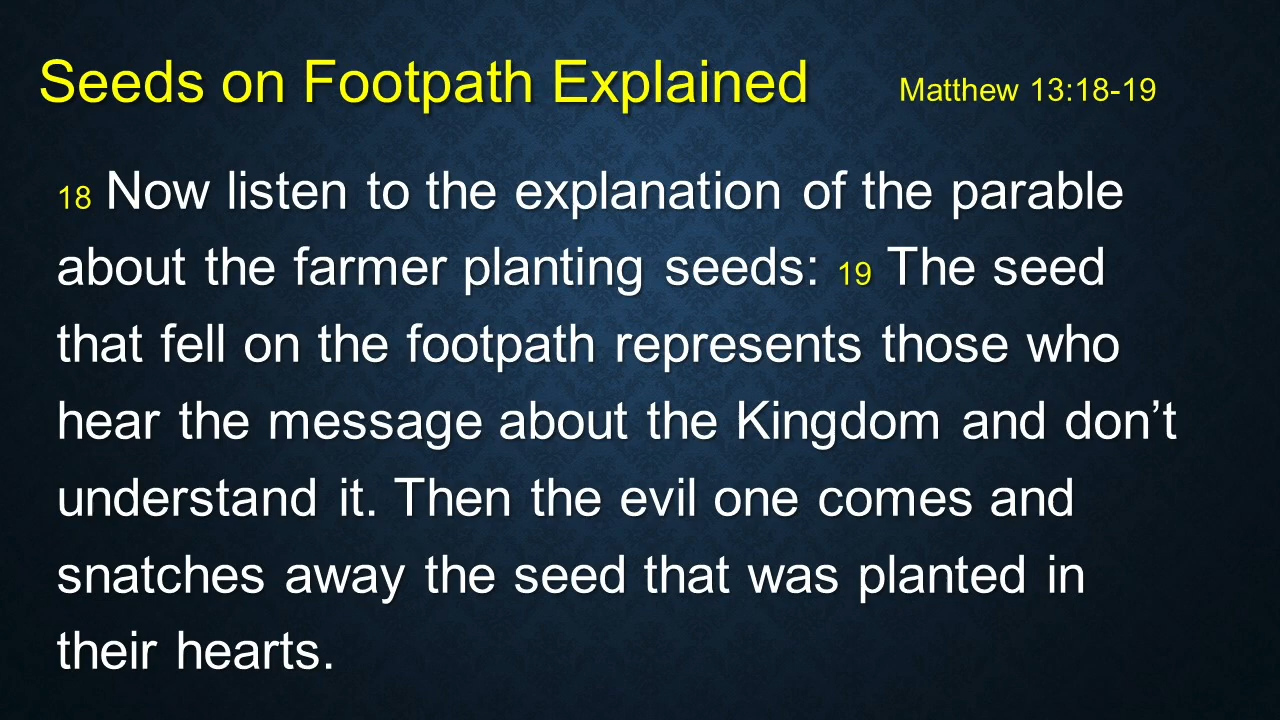 Seeds on Footpath Explained Matthew 13:18-19
18 Now listen to the explanation of the parable
about the farmer planting seeds: 19 The seed
that fell on the footpath represents those who
hear the message about the Kingdom and don’t
understand it. Then the evil one comes and
snatches away the seed that was planted in
their hearts.